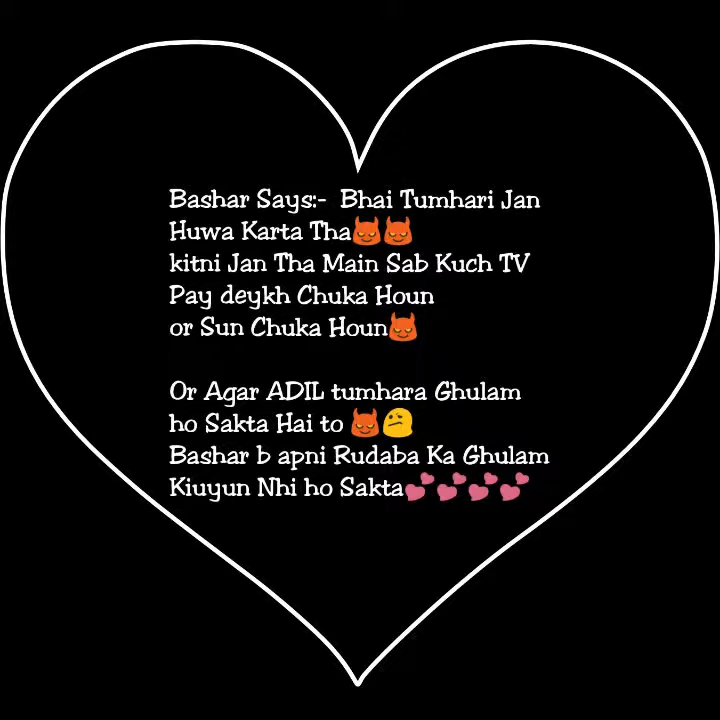 Bashar Says:- Bhai Tumhari Jan
Huwa Karta Tha😈😈
kitni Jan Tha Main Sab Kuch TV
Pay deykh Chuka Houn
or Sun Chuka Houn😈
Or Agar ADIL tumhara Ghulam
ho Sakta Hai to 😈😕
Bashar b apni Rudaba Ka Ghulam
Kiuyun Nhi ho Sakta💕💕💕💕